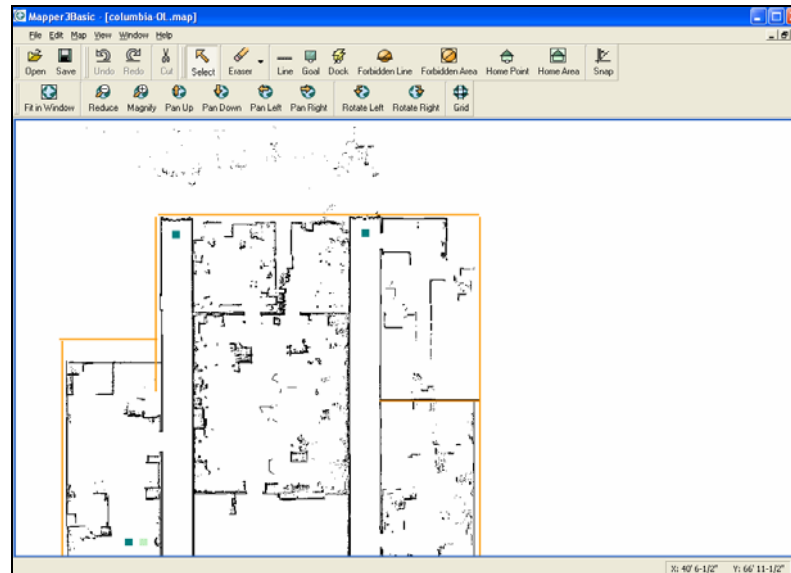 Mapper3Basic - [columbia-OL.map]
File Edit Map View Window Help
Open Save Undo Redo Cut Select Eraser Line Goal Dock Forbidden Line Forbidden Area Home Point Home Area Snap
Fit in Window Reduce Magnify Pan Up Pan Down Pan Left Pan Right Rotate Left Rotate Right Grid
X: 40' 6-1/2" Y: 66' 11-1/2"